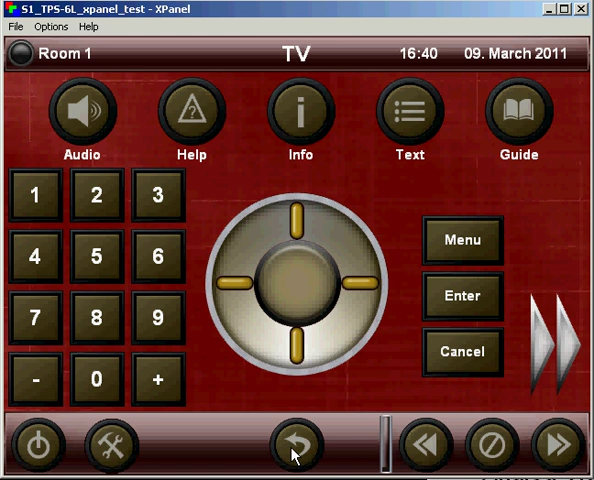 S1_TPS-6L_xpanel_test - XPanel
File Options Help
Room 1 TV 16:40 09. March 2011
? i
Audio Help Info Text Guide
1 2 3
4 5 6
7 8 9
- 0 +
Menu
Enter
Cancel